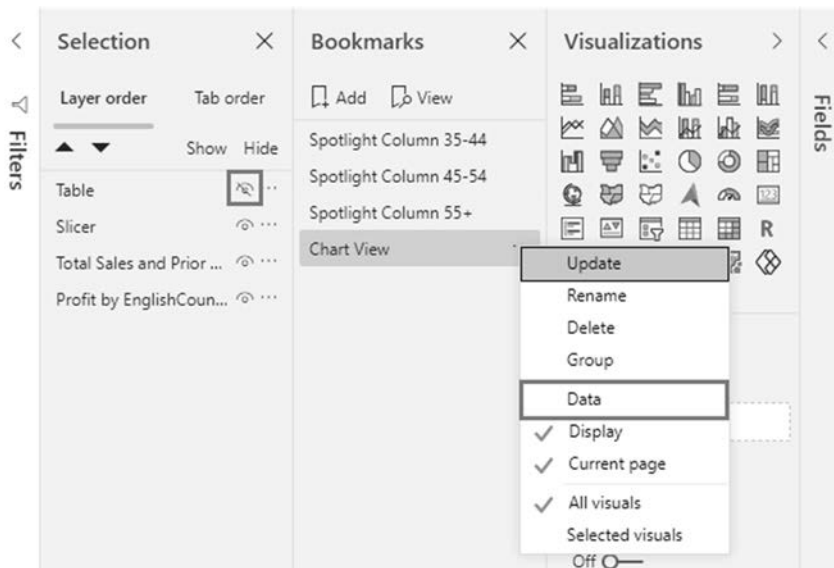 Filters
Selection
Layer order Tab order
Show Hide
Table
Slicer
Total Sales and Prior ...
Profit by EnglishCoun...
Bookmarks
Add View
Spotlight Column 35-44
Spotlight Column 45-54
Spotlight Column 55+
Chart View
Update
Rename
Delete
Group
Data
Display
Current page
All visuals
Selected visuals
Visualizations
123
R
Off
Fields